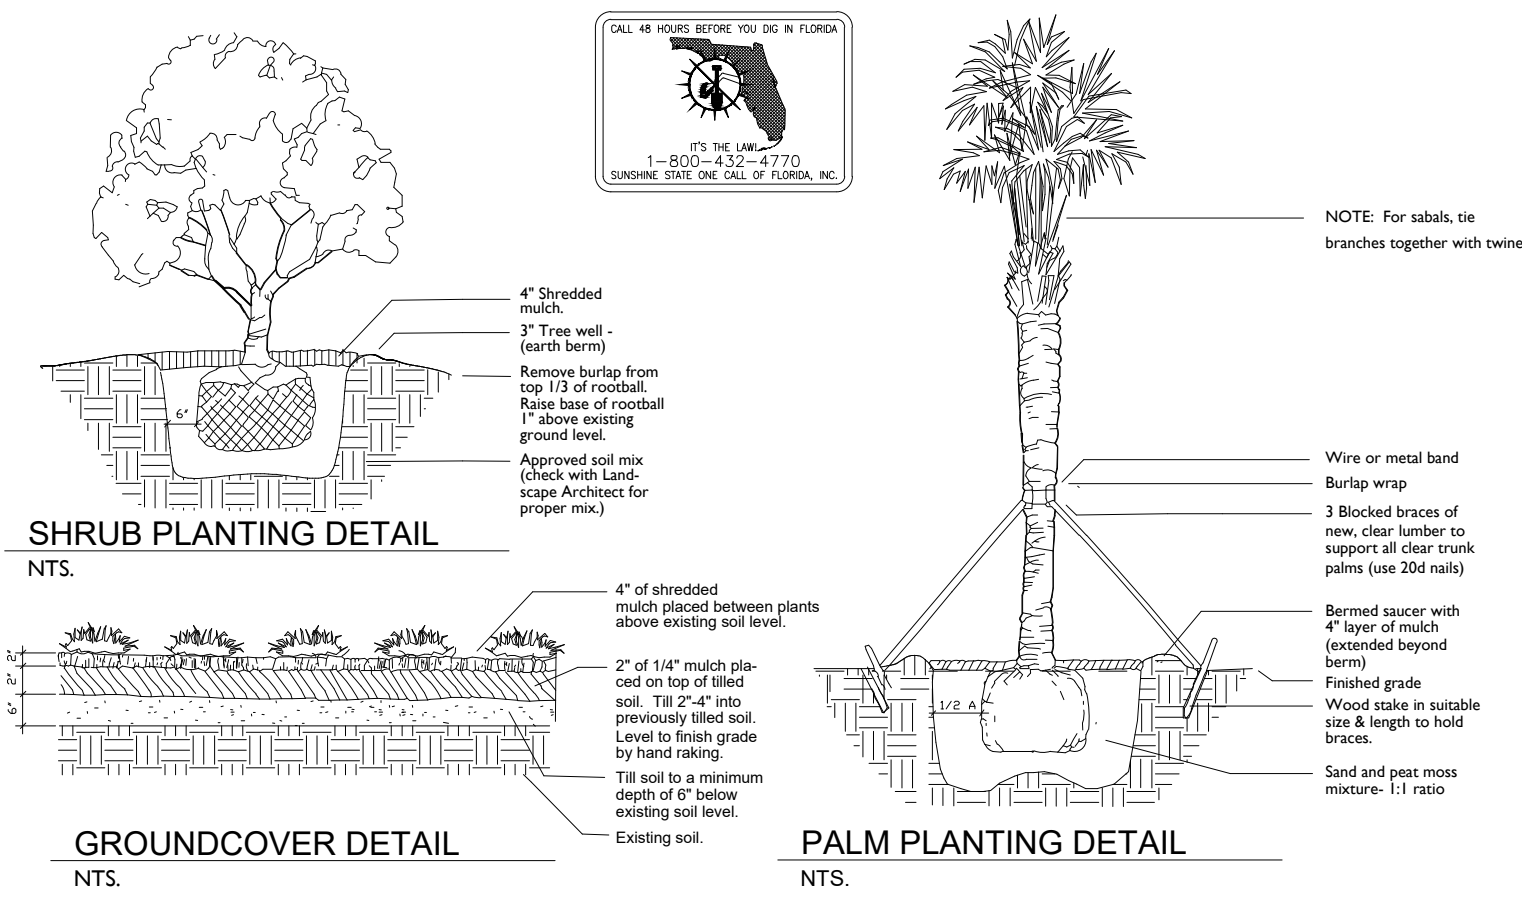 CALL 48 HOURS BEFORE YOU DIG IN FLORIDA
IT'S THE LAW!
1-800-432-4770
SUNSHINE STATE ONE CALL OF FLORIDA, INC.
4" Shredded
mulch.
3" Tree well -
(earth berm)
Remove burlap from
top 1/3 of rootball.
Raise base of rootball
1" above existing
ground level.
Approved soil mix
(check with Land-
scape Architect for
proper mix.)
6"
SHRUB PLANTING DETAIL
NTS.
4" of shredded
mulch placed between plants
above existing soil level.
2" of 1/4" mulch pla-
ced on top of tilled
soil.  Till 2"-4" into
previously tilled soil.
Level to finish grade
by hand raking.
Till soil to a minimum
depth of 6" below
existing soil level.
Existing soil.
2"
2"
6"
GROUNDCOVER DETAIL
NTS.
NOTE:  For sabals, tie
branches together with twine
Wire or metal band
Burlap wrap
3 Blocked braces of
new, clear lumber to
support all clear trunk
palms (use 20d nails)
Bermed saucer with
4" layer of mulch
(extended beyond
berm)
Finished grade
Wood stake in suitable
size & length to hold
braces.
Sand and peat moss
mixture- 1:1 ratio
1/2 A
PALM PLANTING DETAIL
NTS.